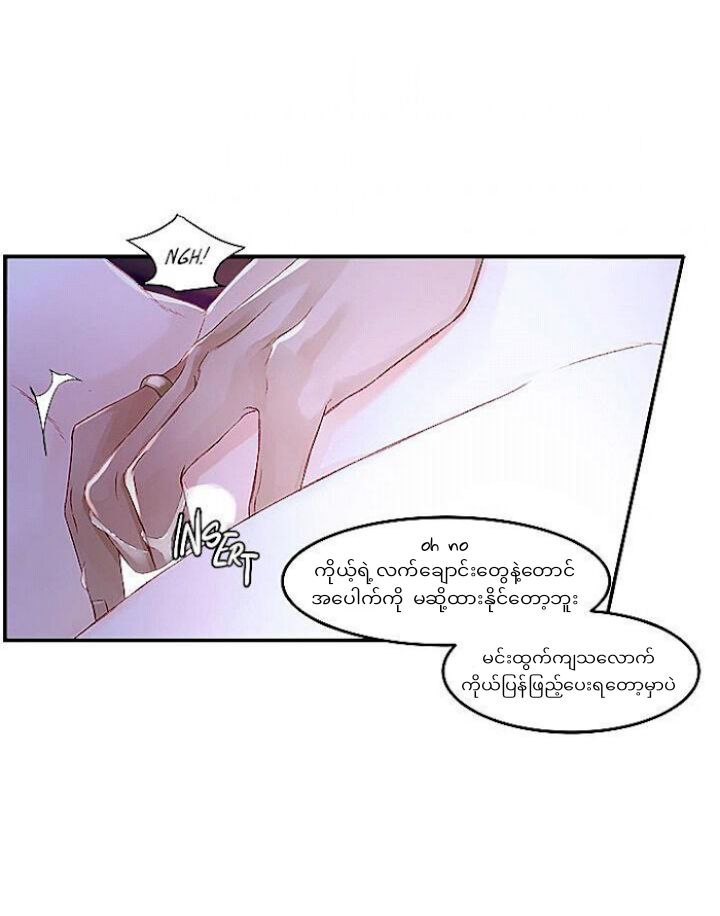 NGH!
INSERT
oh no
ကိုယ့်ရဲ့ လက်ချောင်းတွေနဲ့တောင်
အပေါက်ကို မဆို့ထားနိုင်တော့ဘူး
မင်းထွက်ကျသလောက်
ကိုယ်ပြန်ဖြည့်ပေးရတော့မှာပဲ